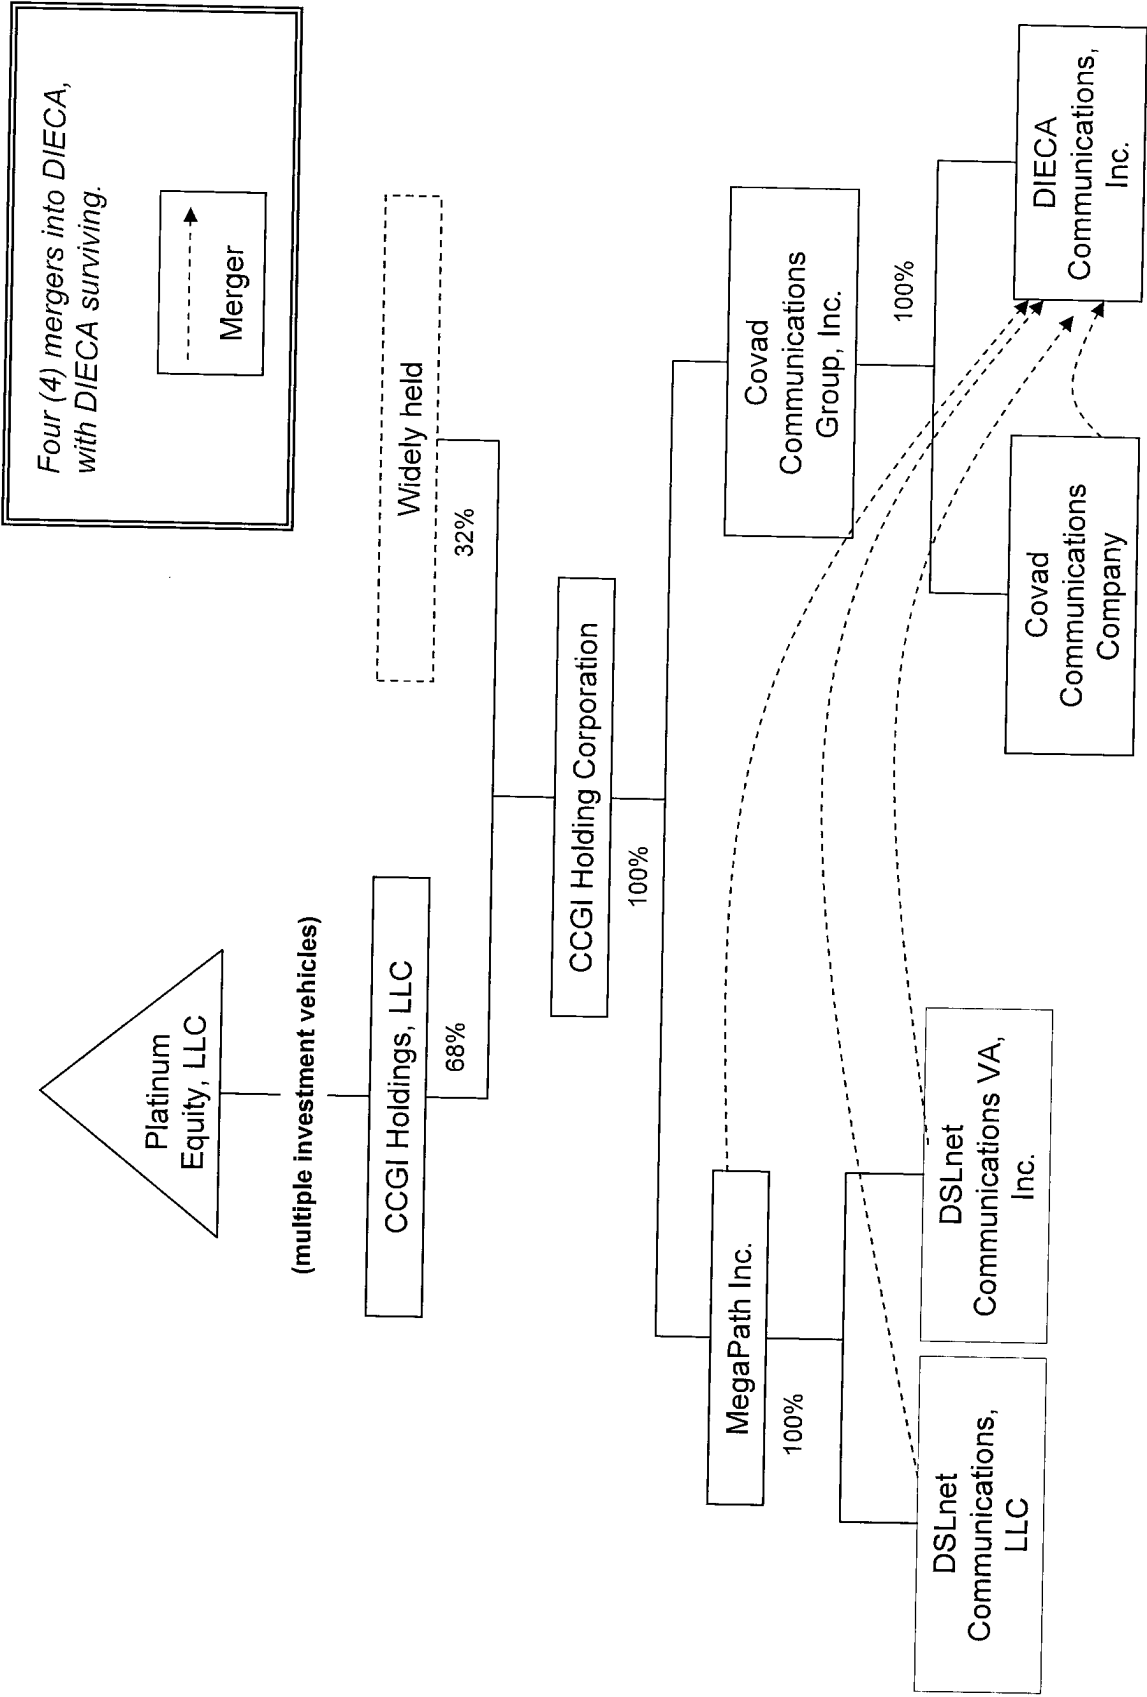 Four (4) mergers into DIECA,
with DIECA surviving.
Merger
Platinum
Equity, LLC
(multiple investment vehicles)
CCGI Holdings, LLC
68%
Widely held
32%
CCGI Holding Corporation
100%
MegaPath Inc.
100%
Covad
Communications
Group, Inc.
100%
DSLnet
Communications,
LLC
DSLnet
Communications VA,
Inc.
Covad
Communications
Company
DIECA
Communications,
Inc.